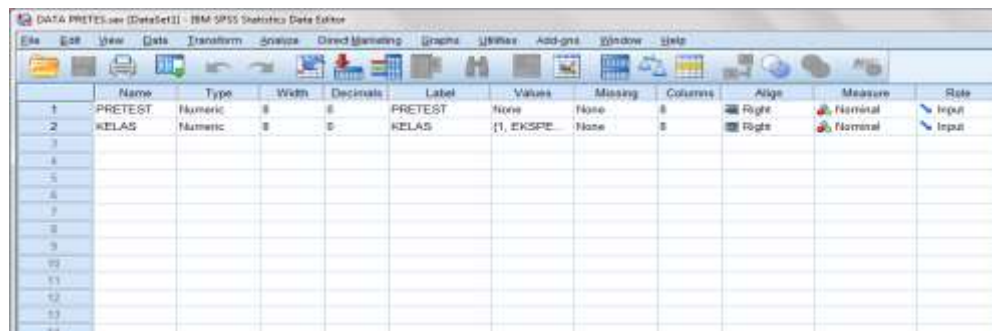 DATA PRETES.sav [DataSet1] - IBM SPSS Statistics Data Editor
File Edit View Data Transform Analyze Direct Marketing Graphs Utilities Add-ons Window Help
Name Type Width Decimals Label Values Missing Columns Align Measure Role
1 PRETEST Numeric 8 0 PRETEST None None 8 Right Nominal Input
2 KELAS Numeric 8 0 KELAS {1, EKSPE... None 8 Right Nominal Input
3
4
5
6
7
8
9
10
11
12
13